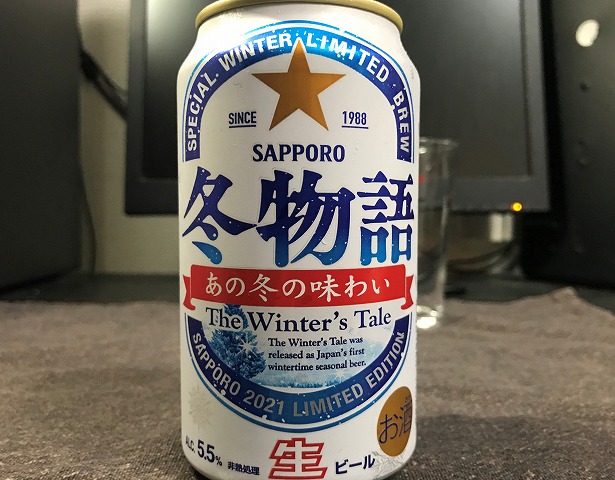 SPECIAL WINTER LIMITED BREW
SINCE 1988
SAPPORO
冬物語
あの冬の味わい
The Winter's Tale
The Winter's Tale was
released as Japan's first
wintertime seasonal beer.
SAPPORO 2021 LIMITED EDITION
お酒
ALC. 5.5% 非熱処理 生 ビール